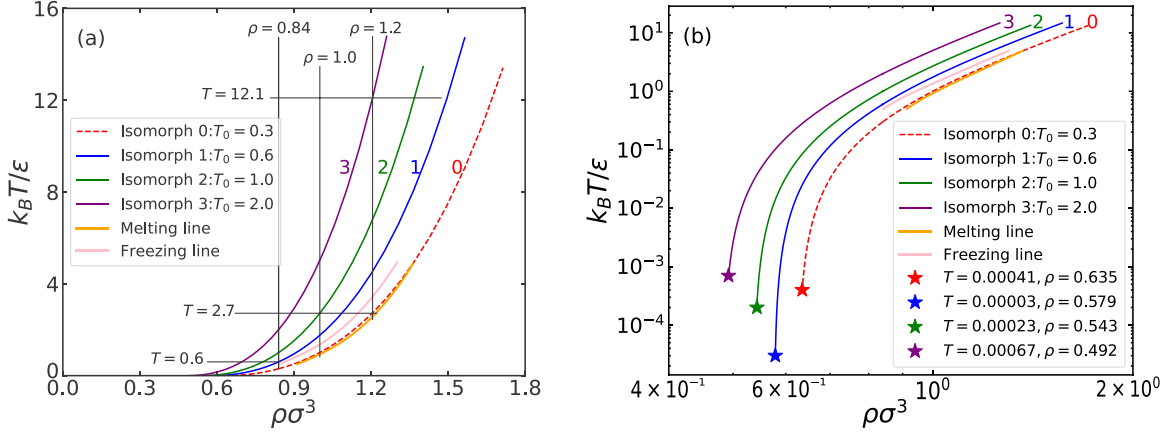 (a)
ρ = 0.84
ρ = 1.0
ρ = 1.2
T = 12.1
T = 2.7
T = 0.6
Isomorph 0:T₀ = 0.3
Isomorph 1:T₀ = 0.6
Isomorph 2:T₀ = 1.0
Isomorph 3:T₀ = 2.0
Melting line
Freezing line
3 2 1 0
16
12
8
4
0
k_BT/ε
0.0 0.3 0.6 0.9 1.2 1.5 1.8
ρσ³
(b)
3 2 1 0
10¹
10⁰
10⁻¹
10⁻²
10⁻³
10⁻⁴
k_BT/ε
Isomorph 0:T₀ = 0.3
Isomorph 1:T₀ = 0.6
Isomorph 2:T₀ = 1.0
Isomorph 3:T₀ = 2.0
Melting line
Freezing line
T = 0.00041, ρ = 0.635
T = 0.00003, ρ = 0.579
T = 0.00023, ρ = 0.543
T = 0.00067, ρ = 0.492
4 × 10⁻¹ 6 × 10⁻¹ 10⁰ 2 × 10⁰
ρσ³